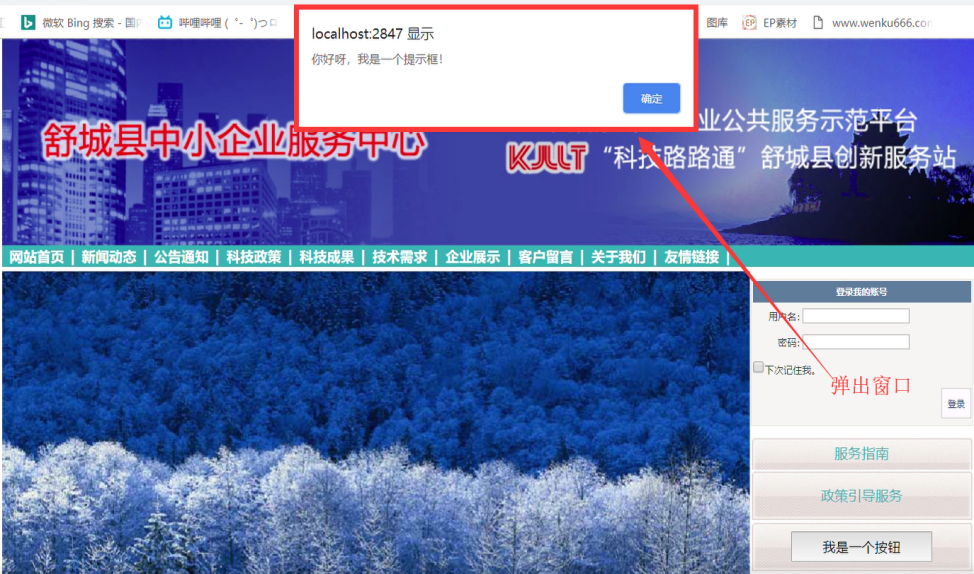 微软 Bing 搜索 - 国
哔哩哔哩 ( ゜- ゜)つロ
图库
EP素材
www.wenku666.co
localhost:2847 显示
你好呀，我是一个提示框！
确定
舒城县中小企业服务中心
业公共服务示范平台
KJLLT “科技路路通”舒城县创新服务站
网站首页 | 新闻动态 | 公告通知 | 科技政策 | 科技成果 | 技术需求 | 企业展示 | 客户留言 | 关于我们 | 友情链接 |
登录我的账号
用户名:
密码:
下次记住我。
弹出窗口
登录
服务指南
政策引导服务
我是一个按钮